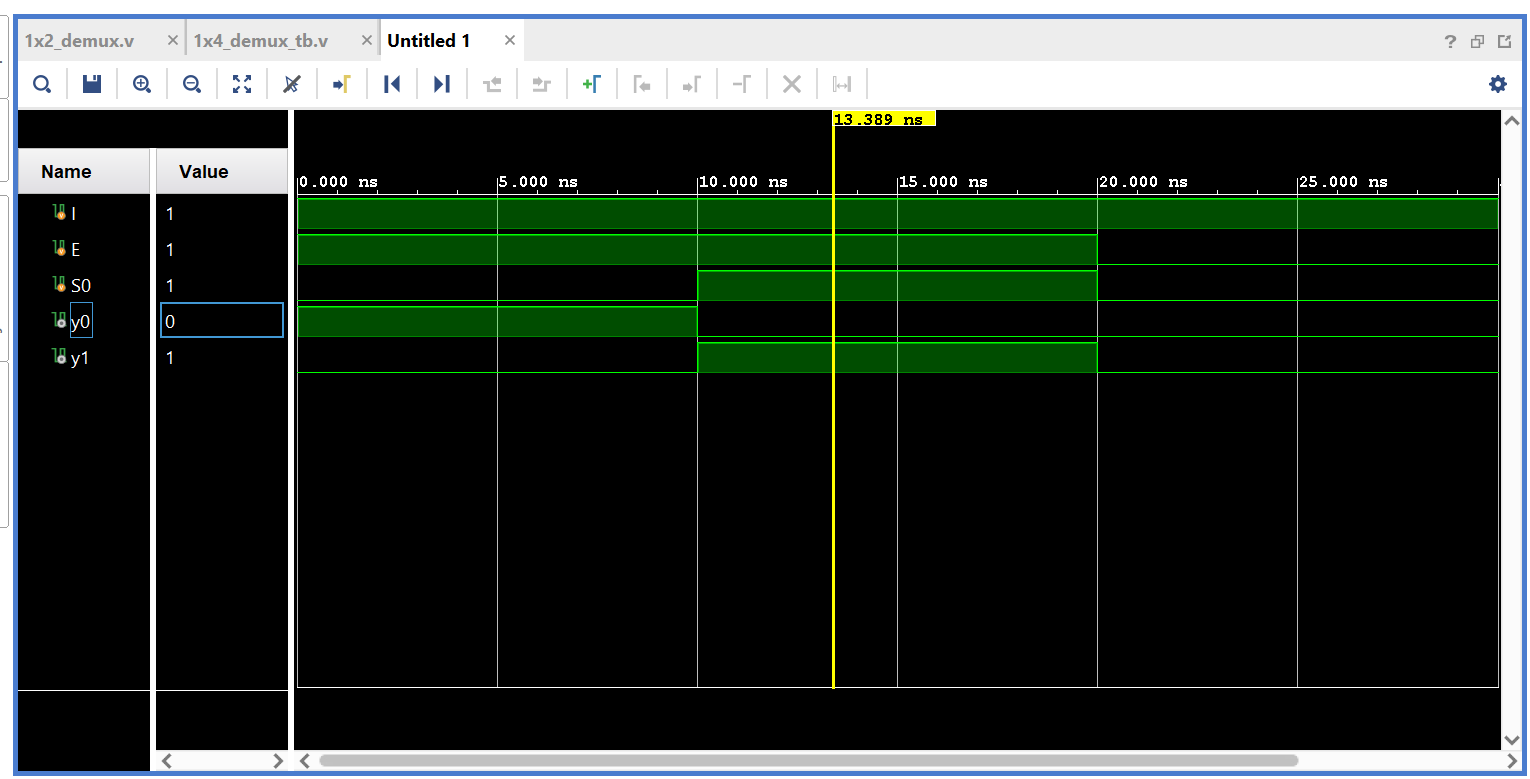 1x2_demux.v 1x4_demux_tb.v Untitled 1
13.389 ns
Name Value
0.000 ns 5.000 ns 10.000 ns 15.000 ns 20.000 ns 25.000 ns
I 1
E 1
S0 1
y0 0
y1 1